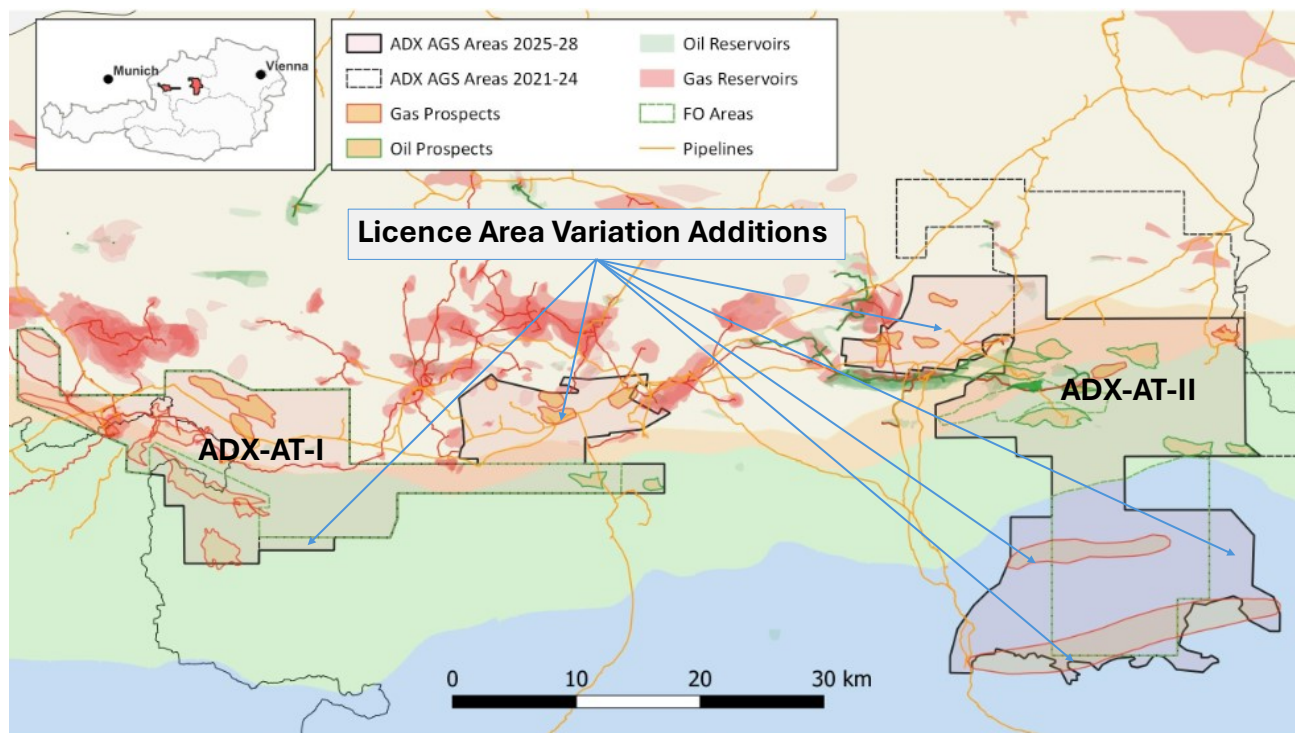 Munich
Vienna
ADX AGS Areas 2025-28
ADX AGS Areas 2021-24
Gas Prospects
Oil Prospects
Oil Reservoirs
Gas Reservoirs
FO Areas
Pipelines
Licence Area Variation Additions
ADX-AT-I
ADX-AT-II
0 10 20 30 km